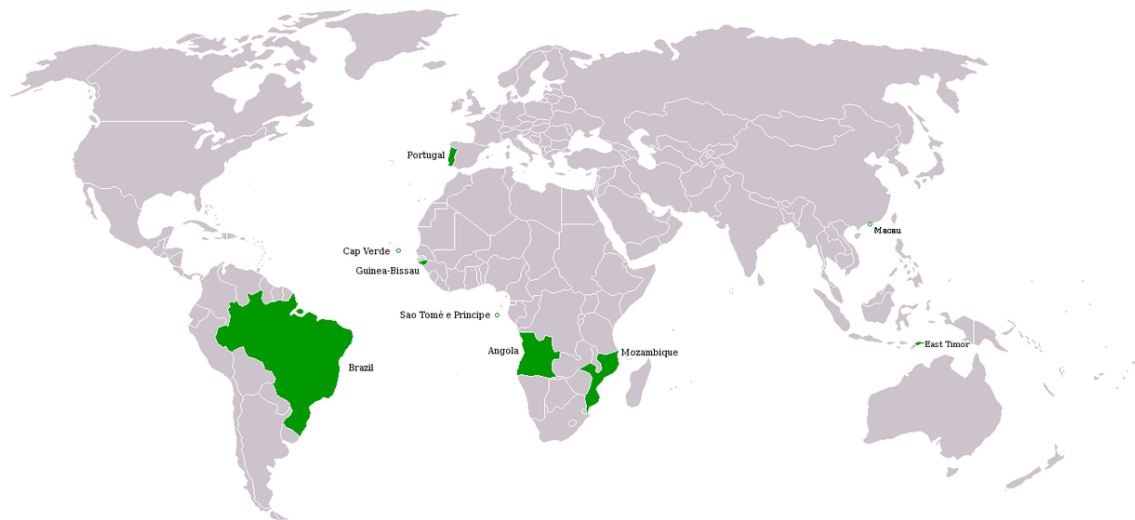 Portugal
Macau
Cap Verde
Guinea-Bissau
Sao Tomé e Principe
East Timor
Angola
Mozambique
Brazil